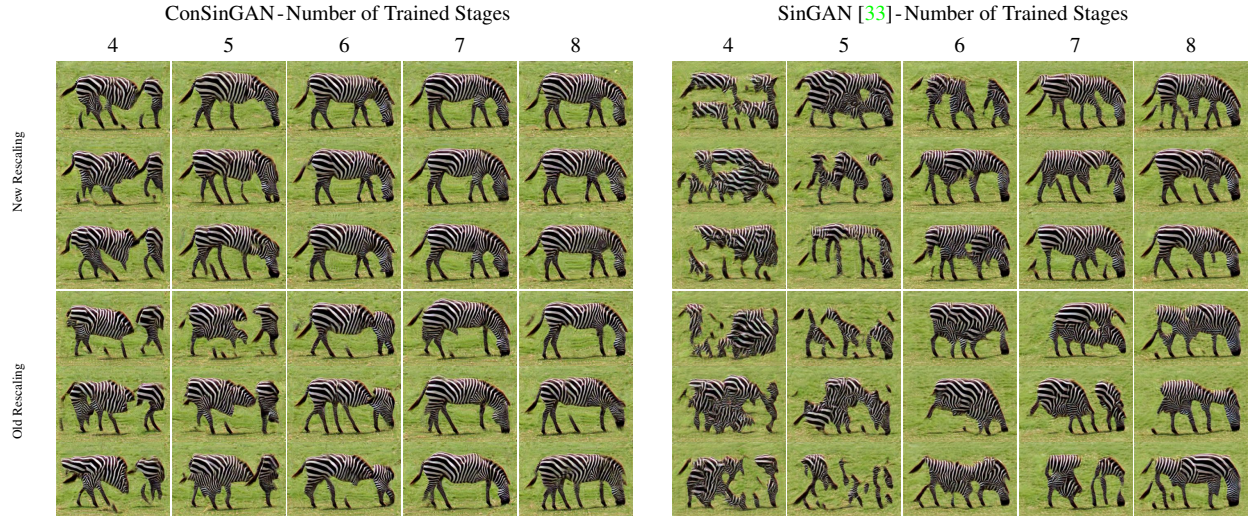 ConSinGAN - Number of Trained Stages
SinGAN [33] - Number of Trained Stages
4 5 6 7 8
4 5 6 7 8
New Rescaling
Old Rescaling